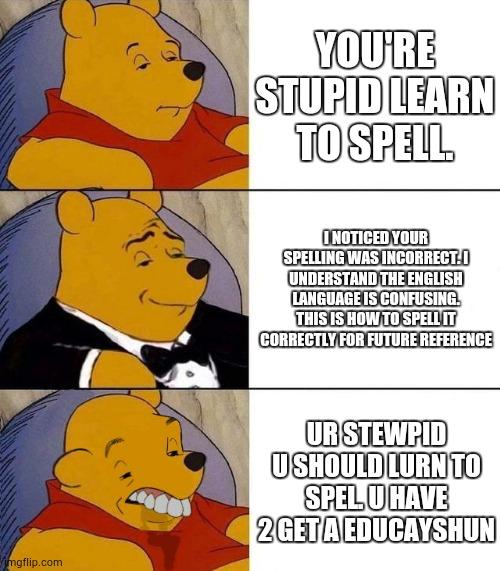 YOU'RE
STUPID LEARN
TO SPELL.
I NOTICED YOUR
SPELLING WAS INCORRECT. I
UNDERSTAND THE ENGLISH
LANGUAGE IS CONFUSING.
THIS IS HOW TO SPELL IT
CORRECTLY FOR FUTURE REFERENCE
UR STEWPID
U SHOULD LURN TO
SPEL. U HAVE
2 GET A EDUCAYSHUN
imgflip.com